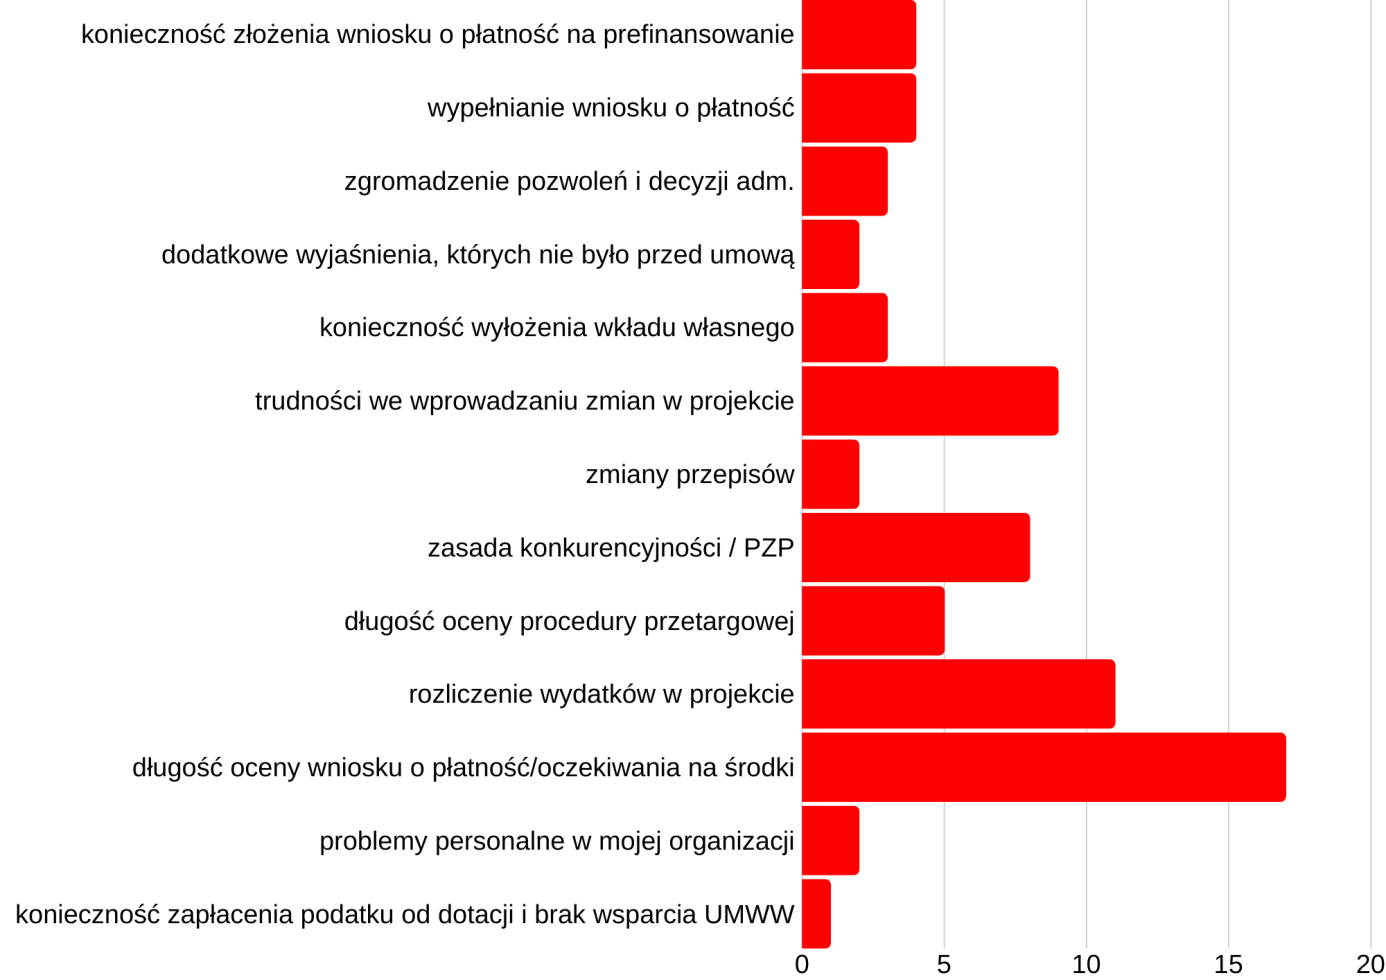 konieczność złożenia wniosku o płatność na prefinansowanie
wypełnianie wniosku o płatność
zgromadzenie pozwoleń i decyzji adm.
dodatkowe wyjaśnienia, których nie było przed umową
konieczność wyłożenia wkładu własnego
trudności we wprowadzaniu zmian w projekcie
zmiany przepisów
zasada konkurencyjności / PZP
długość oceny procedury przetargowej
rozliczenie wydatków w projekcie
długość oceny wniosku o płatność/oczekiwania na środki
problemy personalne w mojej organizacji
konieczność zapłacenia podatku od dotacji i brak wsparcia UMWW
0 5 10 15 20